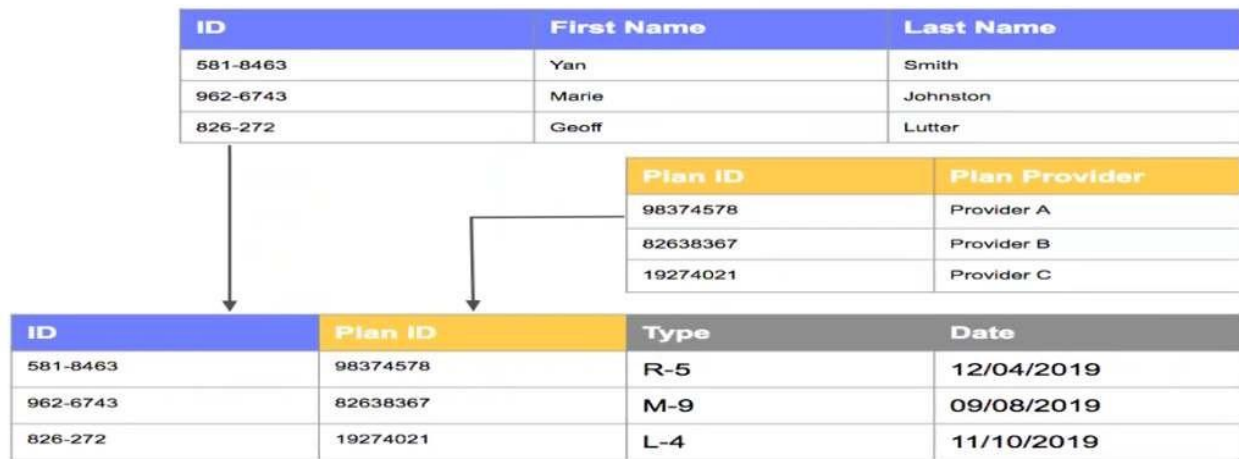 ID First Name Last Name
581-8463 Yan Smith
962-6743 Marie Johnston
826-272 Geoff Lutter
Plan ID Plan Provider
98374578 Provider A
82638367 Provider B
19274021 Provider C
ID Plan ID Type Date
581-8463 98374578 R-5 12/04/2019
962-6743 82638367 M-9 09/08/2019
826-272 19274021 L-4 11/10/2019